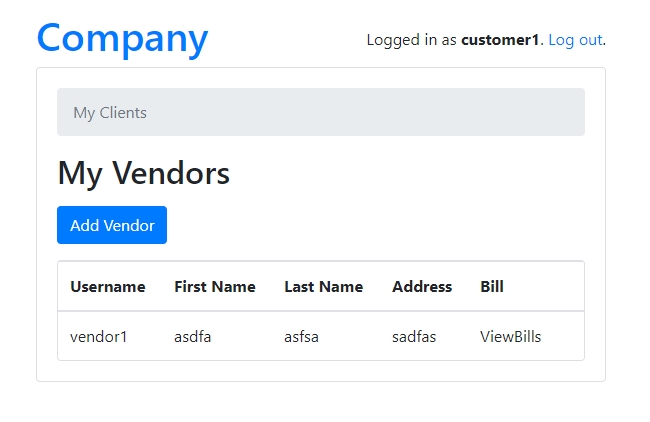 Company
Logged in as customer1. Log out.
My Clients
My Vendors
Add Vendor
Username First Name Last Name Address Bill
vendor1 asdfa asfsa sadfas ViewBills